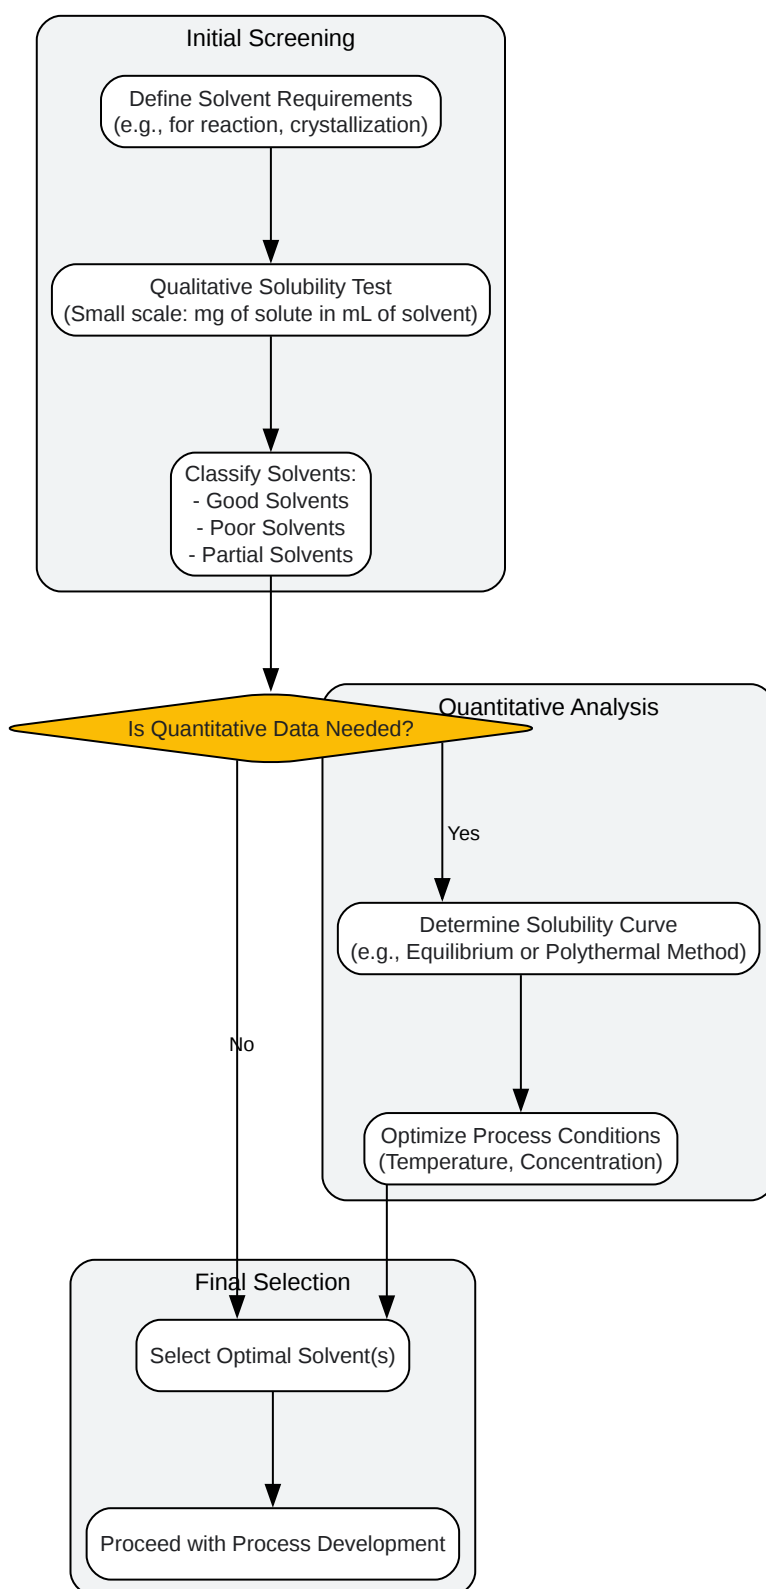 Initial Screening
Define Solvent Requirements
(e.g., for reaction, crystallization)
Qualitative Solubility Test
(Small scale: mg of solute in mL of solvent)
Classify Solvents:
- Good Solvents
- Poor Solvents
- Partial Solvents
Quantitative Analysis
Is Quantitative Data Needed?
Yes
Determine Solubility Curve
(e.g., Equilibrium or Polythermal Method)
No
Optimize Process Conditions
(Temperature, Concentration)
Final Selection
Select Optimal Solvent(s)
Proceed with Process Development